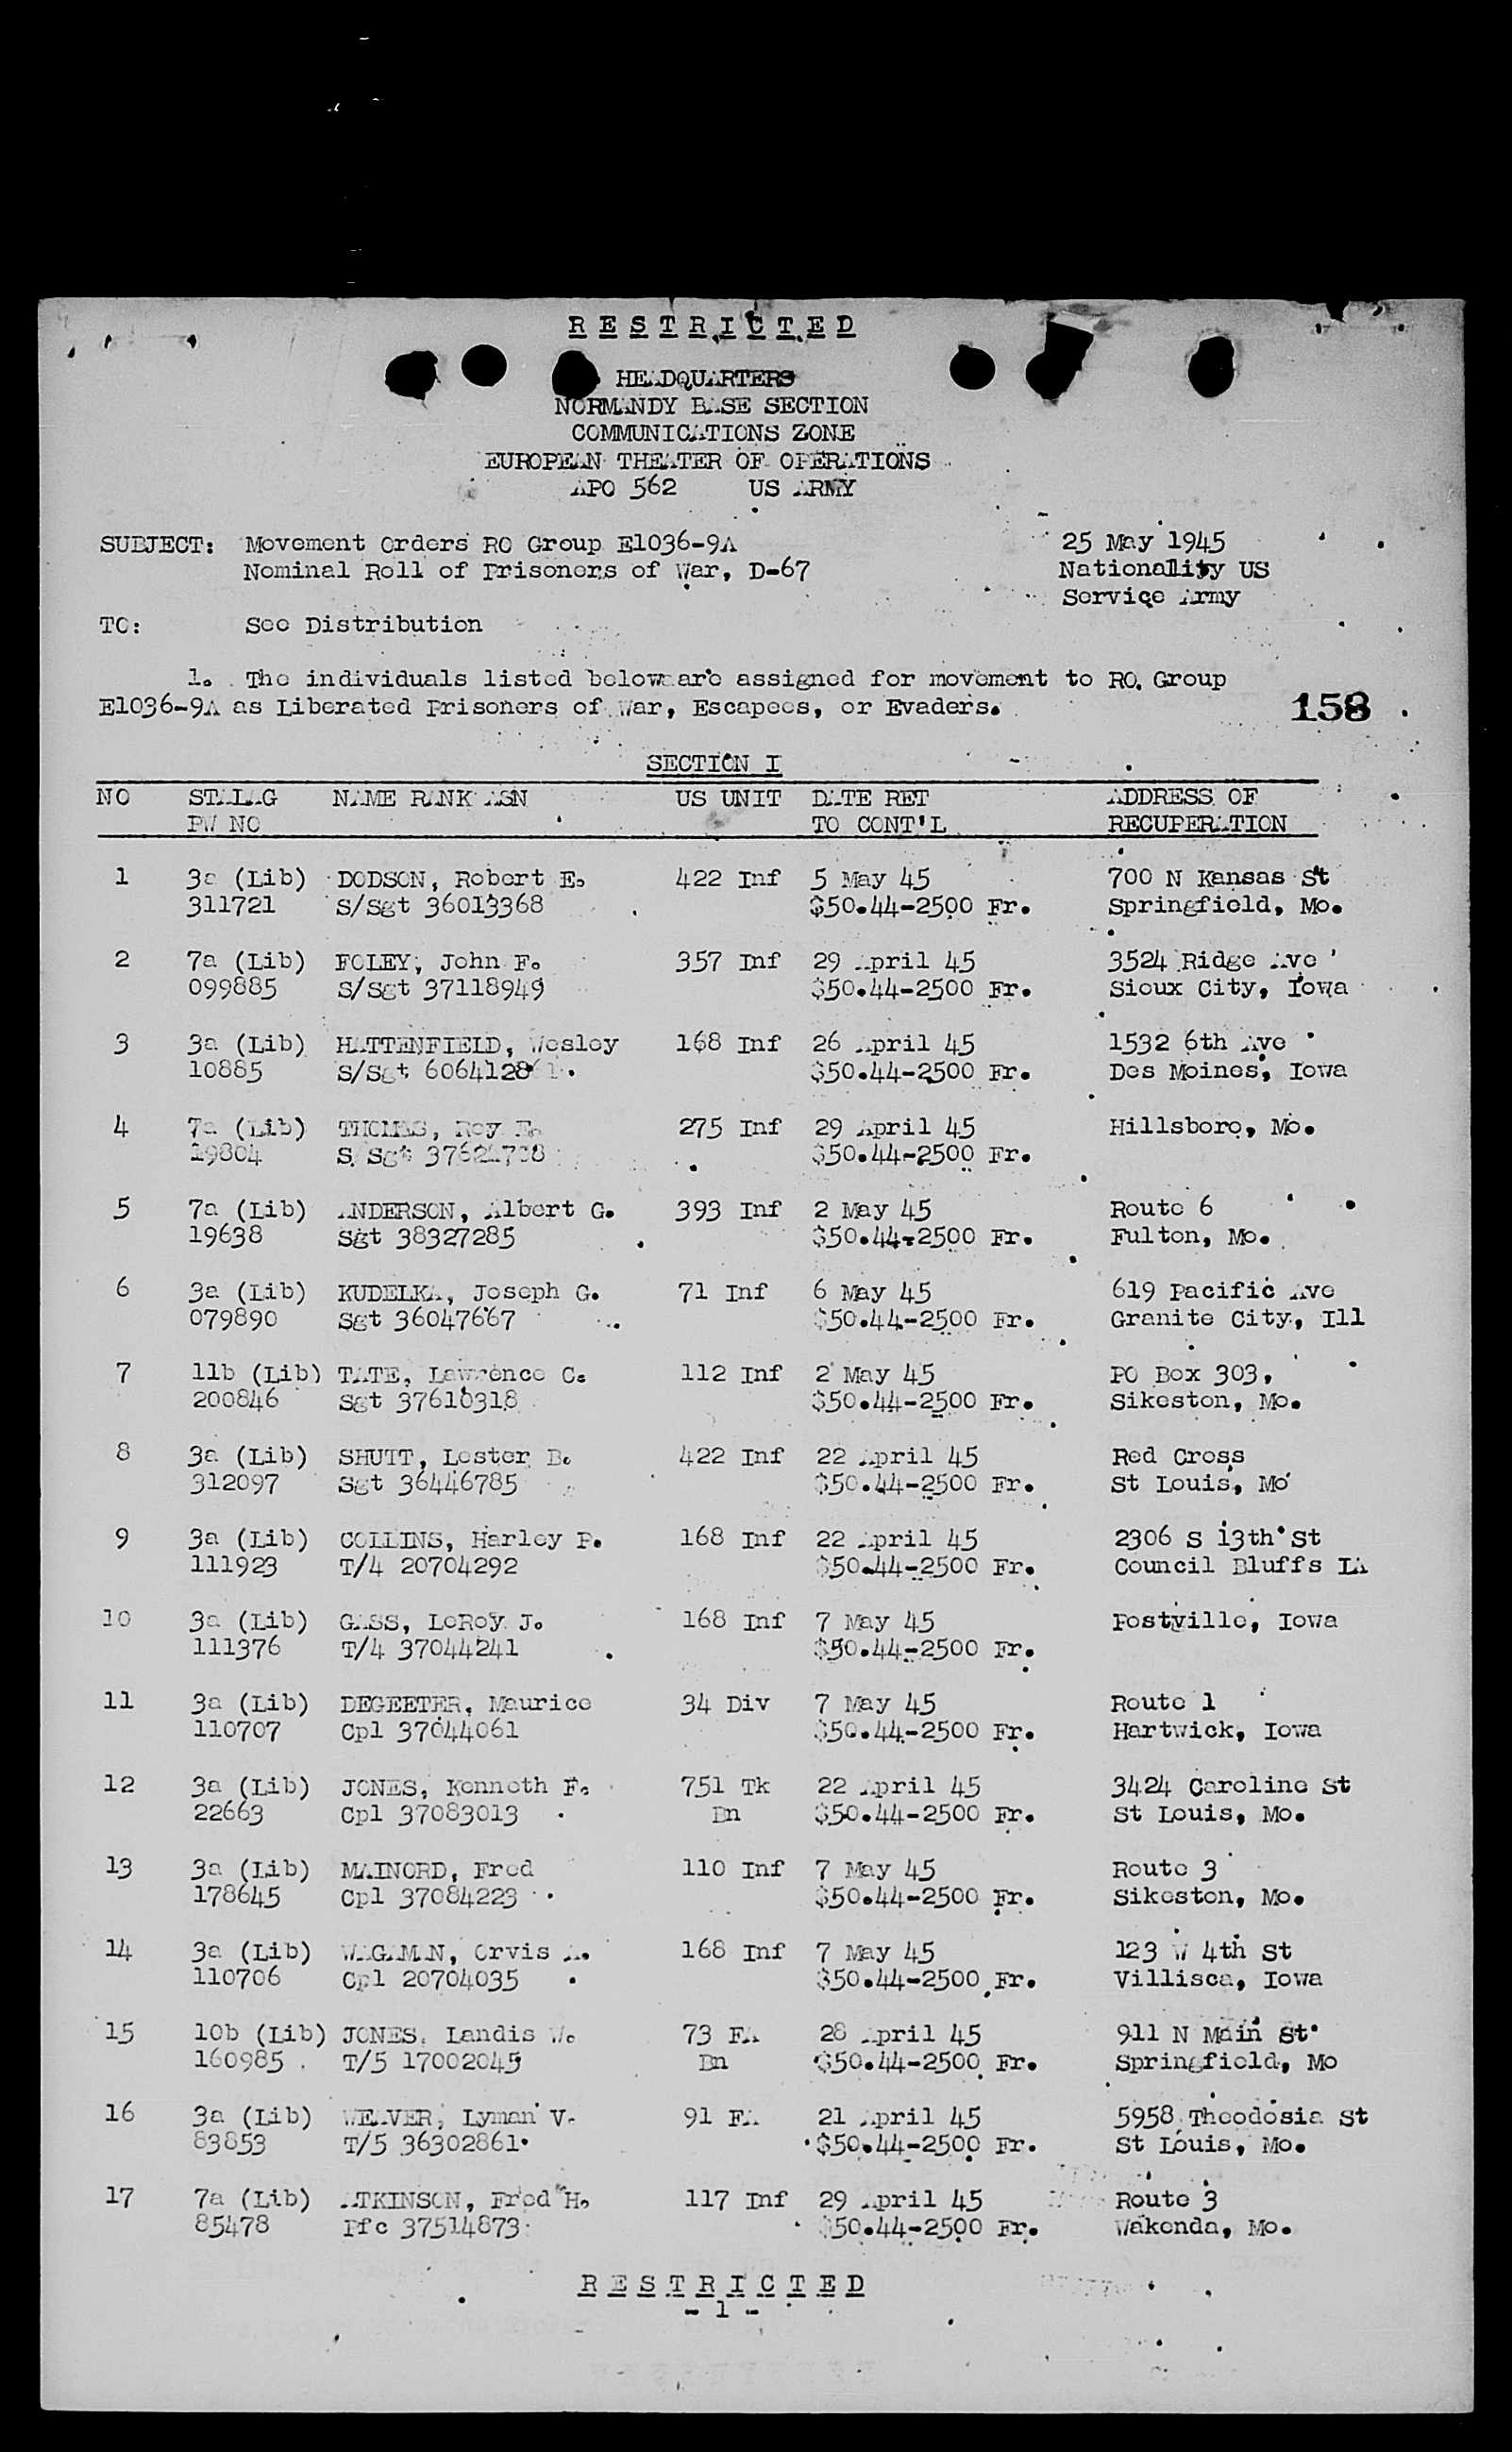 RESTRICTED
HEADQUARTERS
NORMANDY BASE SECTION
COMMUNICATIONS ZONE
EUROPEAN THEATER OF OPERATIONS
APO 562 US ARMY
SUBJECT: Movement Orders RO Group E1036-9A 25 May 1945
Nominal Roll of Prisoners of War, D-67 Nationality US
Service Army
TO: See Distribution
1. The individuals listed below are assigned for movement to RO. Group
E1036-9A as Liberated Prisoners of War, Escapees, or Evaders.
158
SECTION I
NO STALAG NAME RANK ASN US UNIT DATE RET ADDRESS OF
PW NO TO CONT'L RECUPERATION
1 3c (Lib) DODSON, Robert E. 422 Inf 5 May 45 700 N Kansas St
311721 S/Sgt 36013368 $50.44-2500 Fr. Springfield, Mo.
2 7a (Lib) FOLEY, John F. 357 Inf 29 April 45 3524 Ridge Ave
099885 S/Sgt 37118949 $50.44-2500 Fr. Sioux City, Iowa
3 3a (Lib) HATTENFIELD, Wesley 168 Inf 26 April 45 1532 6th Ave
10885 S/Sgt $50.44-2500 Fr. Des Moines, Iowa
4 7a (Lib) THOMAS, Roy 275 Inf 29 April 45 Hillsboro, Mo.
19804 S/Sgt $50.44-2500 Fr.
5 7a (Lib) ANDERSON, Albert G. 393 Inf 2 May 45 Route 6
19638 Sgt 38327285 $50.44-2500 Fr. Fulton, Mo.
6 3a (Lib) KUDELKA, Joseph G. 71 Inf 6 May 45 619 Pacific Ave
079890 Sgt 36047667 $50.44-2500 Fr. Granite City, Ill
7 11b (Lib) TATE, Lawrence C. 112 Inf 2 May 45 PO Box 303,
200846 Sgt 37610318 $50.44-2500 Fr. Sikeston, Mo.
8 3a (Lib) SHUTT, Lester B. 422 Inf 22 April 45 Red Cross
312097 Sgt 36446785 $50.44-2500 Fr. St Louis, Mo
9 3a (Lib) COLLINS, Harley P. 168 Inf 22 April 45 2306 S 13th St
111923 T/4 20704292 $50.44-2500 Fr. Council Bluffs IA
10 3a (Lib) GASS, LeRoy J. 168 Inf 7 May 45 Postville, Iowa
111376 T/4 37044241 $50.44-2500 Fr.
11 3a (Lib) DEGEETER, Maurice 34 Div 7 May 45 Route 1
110707 Cpl 37044061 $50.44-2500 Fr. Hartwick, Iowa
12 3a (Lib) JONES, Kenneth F. 751 Tk 22 April 45 3424 Caroline St
22663 Cpl 37083013 Bn $50.44-2500 Fr. St Louis, Mo.
13 3a (Lib) MAINORD, Fred 110 Inf 7 May 45 Route 3
178645 Cpl 37084223 $50.44-2500 Fr. Sikeston, Mo.
14 3a (Lib) WAGAMAN, Orvis A. 168 Inf 7 May 45 123 W 4th St
110706 Cpl 20704035 $50.44-2500 Fr. Villisca, Iowa
15 10b (Lib) JONES, Landis W. 73 FA 28 April 45 911 N Main St
160985 T/5 17002045 Bn $50.44-2500 Fr. Springfield, Mo
16 3a (Lib) WEAVER, Lyman V. 91 FA 21 April 45 5958 Theodosia St
83853 T/5 36302861 $50.44-2500 Fr. St Louis, Mo.
17 7a (Lib) ATKINSON, Fred H. 117 Inf 29 April 45 Route 3
85478 Pfc 37514873 $50.44-2500 Fr. Wakenda, Mo.
RESTRICTED
- 1 -